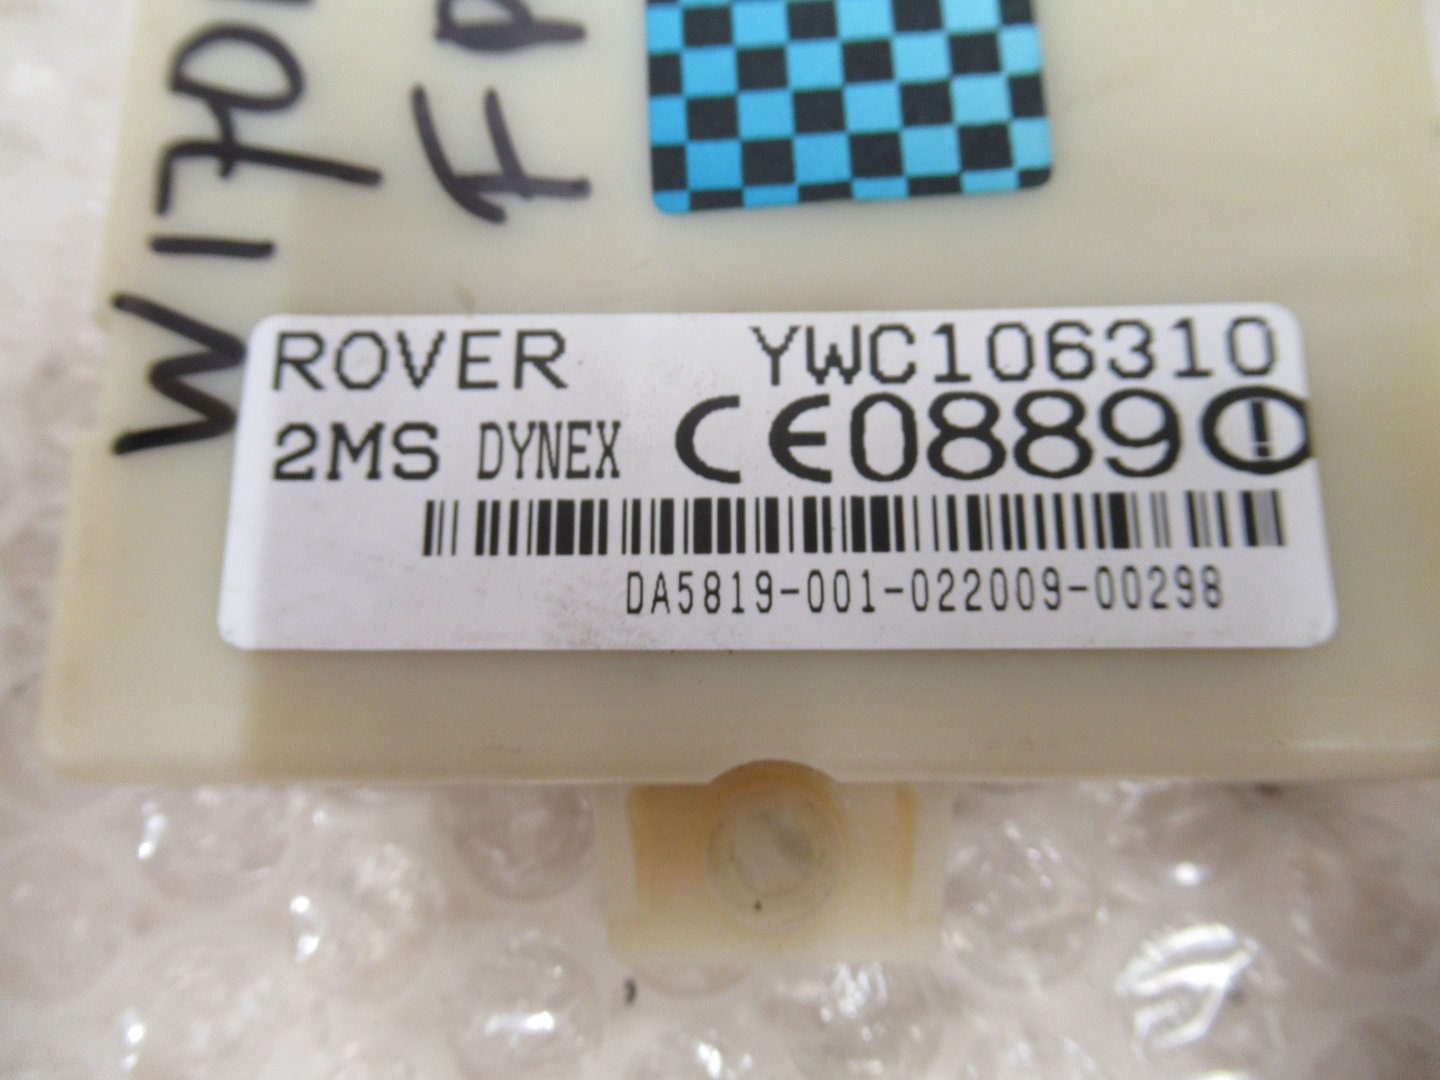 ROVER YWC106310
2MS DYNEX CE0889 !
DA5819-001-022009-00298